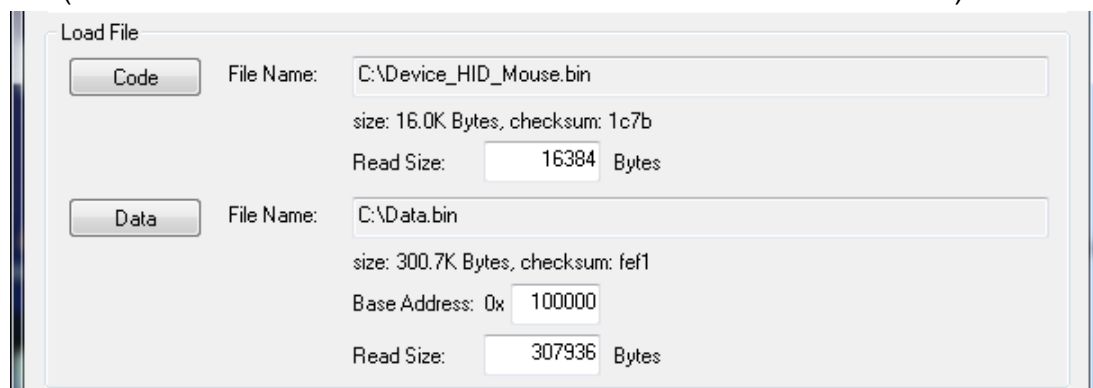 Load File
Code File Name: C:\Device_HID_Mouse.bin
size: 16.0K Bytes, checksum: 1c7b
Read Size: 16384 Bytes
Data File Name: C:\Data.bin
size: 300.7K Bytes, checksum: fef1
Base Address: 0x 100000
Read Size: 307936 Bytes